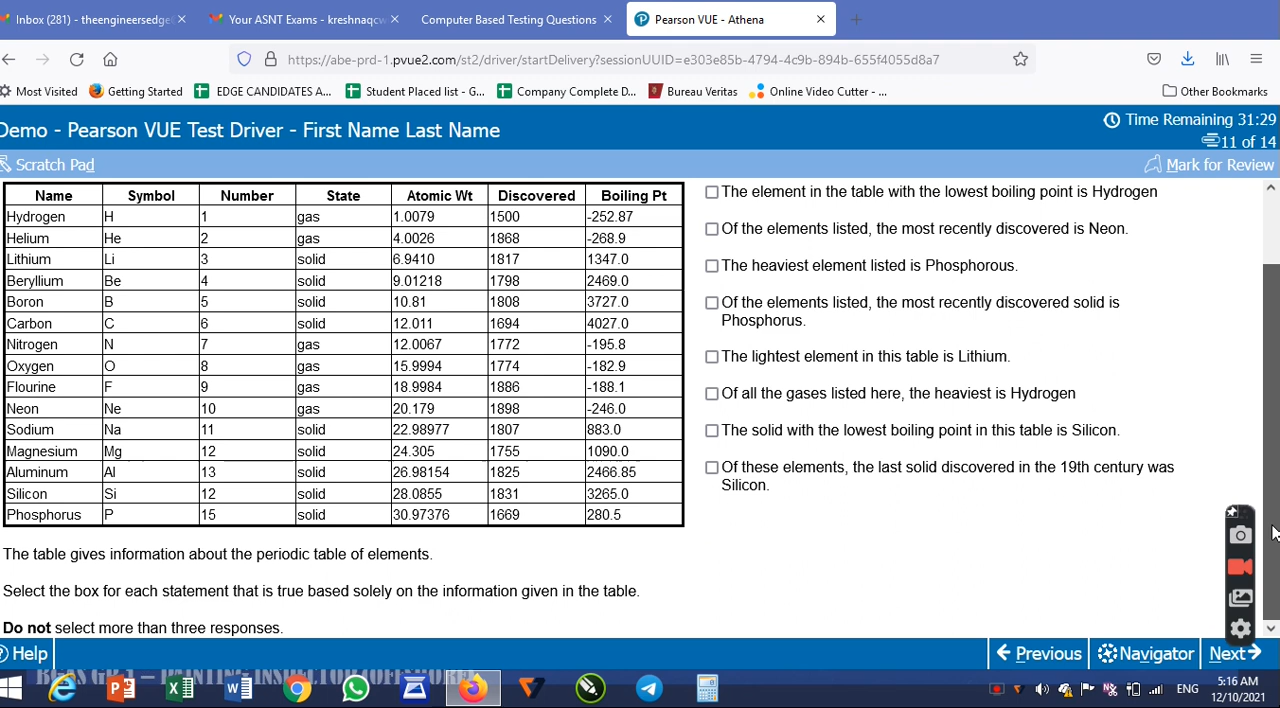 Inbox (281) - theengineersedge
Your ASNT Exams - kreshnaqcw
Computer Based Testing Questions
Pearson VUE - Athena
https://abe-prd-1.pvue2.com/st2/driver/startDelivery?sessionUUID=e303e85b-4794-4c9b-894b-655f4055d8a7
Most Visited Getting Started EDGE CANDIDATES A... Student Placed list - G... Company Complete D... Bureau Veritas Online Video Cutter - ... Other Bookmarks
Demo - Pearson VUE Test Driver - First Name Last Name
Time Remaining 31:29
11 of 14
Scratch Pad
Mark for Review
Name Symbol Number State Atomic Wt Discovered Boiling Pt
Hydrogen H 1 gas 1.0079 1500 -252.87
Helium He 2 gas 4.0026 1868 -268.9
Lithium Li 3 solid 6.9410 1817 1347.0
Beryllium Be 4 solid 9.01218 1798 2469.0
Boron B 5 solid 10.81 1808 3727.0
Carbon C 6 solid 12.011 1694 4027.0
Nitrogen N 7 gas 12.0067 1772 -195.8
Oxygen O 8 gas 15.9994 1774 -182.9
Flourine F 9 gas 18.9984 1886 -188.1
Neon Ne 10 gas 20.179 1898 -246.0
Sodium Na 11 solid 22.98977 1807 883.0
Magnesium Mg 12 solid 24.305 1755 1090.0
Aluminum Al 13 solid 26.98154 1825 2466.85
Silicon Si 12 solid 28.0855 1831 3265.0
Phosphorus P 15 solid 30.97376 1669 280.5
The table gives information about the periodic table of elements.
Select the box for each statement that is true based solely on the information given in the table.
Do not select more than three responses.
The element in the table with the lowest boiling point is Hydrogen
Of the elements listed, the most recently discovered is Neon.
The heaviest element listed is Phosphorous.
Of the elements listed, the most recently discovered solid is
Phosphorus.
The lightest element in this table is Lithium.
Of all the gases listed here, the heaviest is Hydrogen
The solid with the lowest boiling point in this table is Silicon.
Of these elements, the last solid discovered in the 19th century was
Silicon.
Help
Previous
Navigator
Next
ENG
5:16 AM
12/10/2021